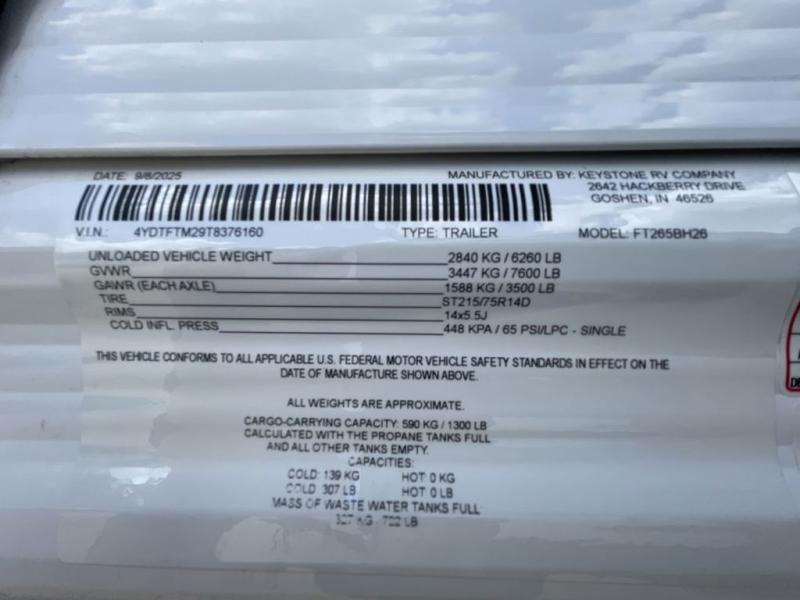 DATE: 9/8/2025 MANUFACTURED BY: KEYSTONE RV COMPANY
2642 HACKBERRY DRIVE
GOSHEN, IN 46526
V.I.N.: 4YDTFTM29T8376160 TYPE: TRAILER MODEL: FT265BH26
UNLOADED VEHICLE WEIGHT 2840 KG / 6260 LB
GVWR 3447 KG / 7600 LB
GAWR (EACH AXLE) 1588 KG / 3500 LB
TIRE ST215/75R14D
RIMS 14x5.5J
COLD INFL. PRESS 448 KPA / 65 PSI/LPC - SINGLE
THIS VEHICLE CONFORMS TO ALL APPLICABLE U.S. FEDERAL MOTOR VEHICLE SAFETY STANDARDS IN EFFECT ON THE
DATE OF MANUFACTURE SHOWN ABOVE.
ALL WEIGHTS ARE APPROXIMATE.
CARGO-CARRYING CAPACITY: 590 KG / 1300 LB
CALCULATED WITH THE PROPANE TANKS FULL
AND ALL OTHER TANKS EMPTY.
CAPACITIES:
COLD: 139 KG HOT 0 KG
COLD 307 LB HOT 0 LB
MASS OF WASTE WATER TANKS FULL
327 KG - 722 LB